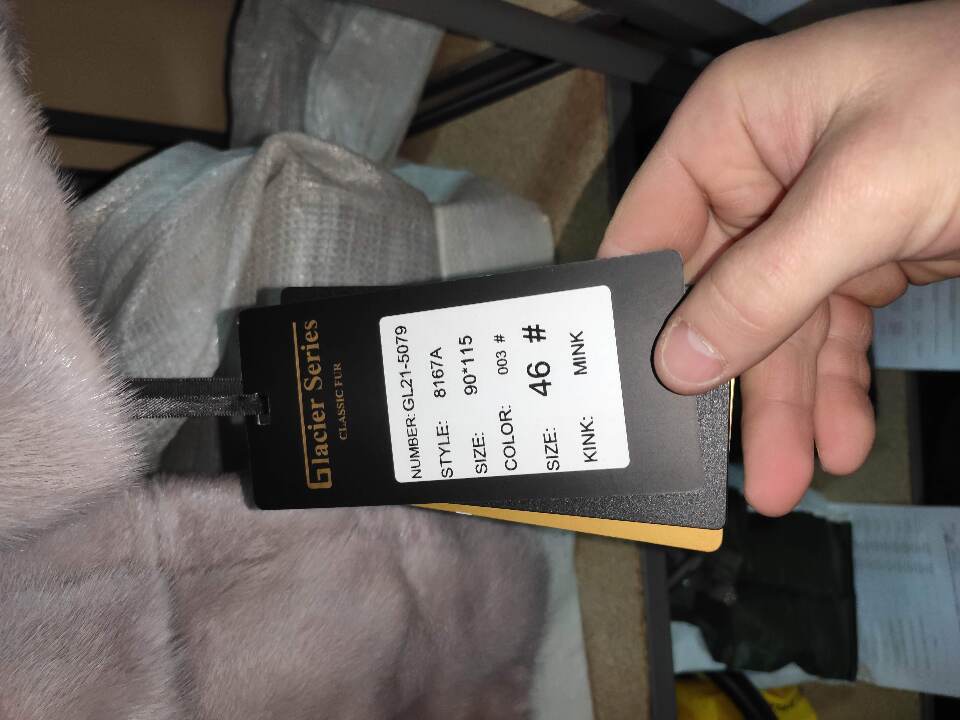 Glacier Series
CLASSIC FUR
NUMBER: GL21-5079
STYLE: 8167A
SIZE: 90*115
COLOR: 003 #
SIZE: 46 #
KINK: MINK